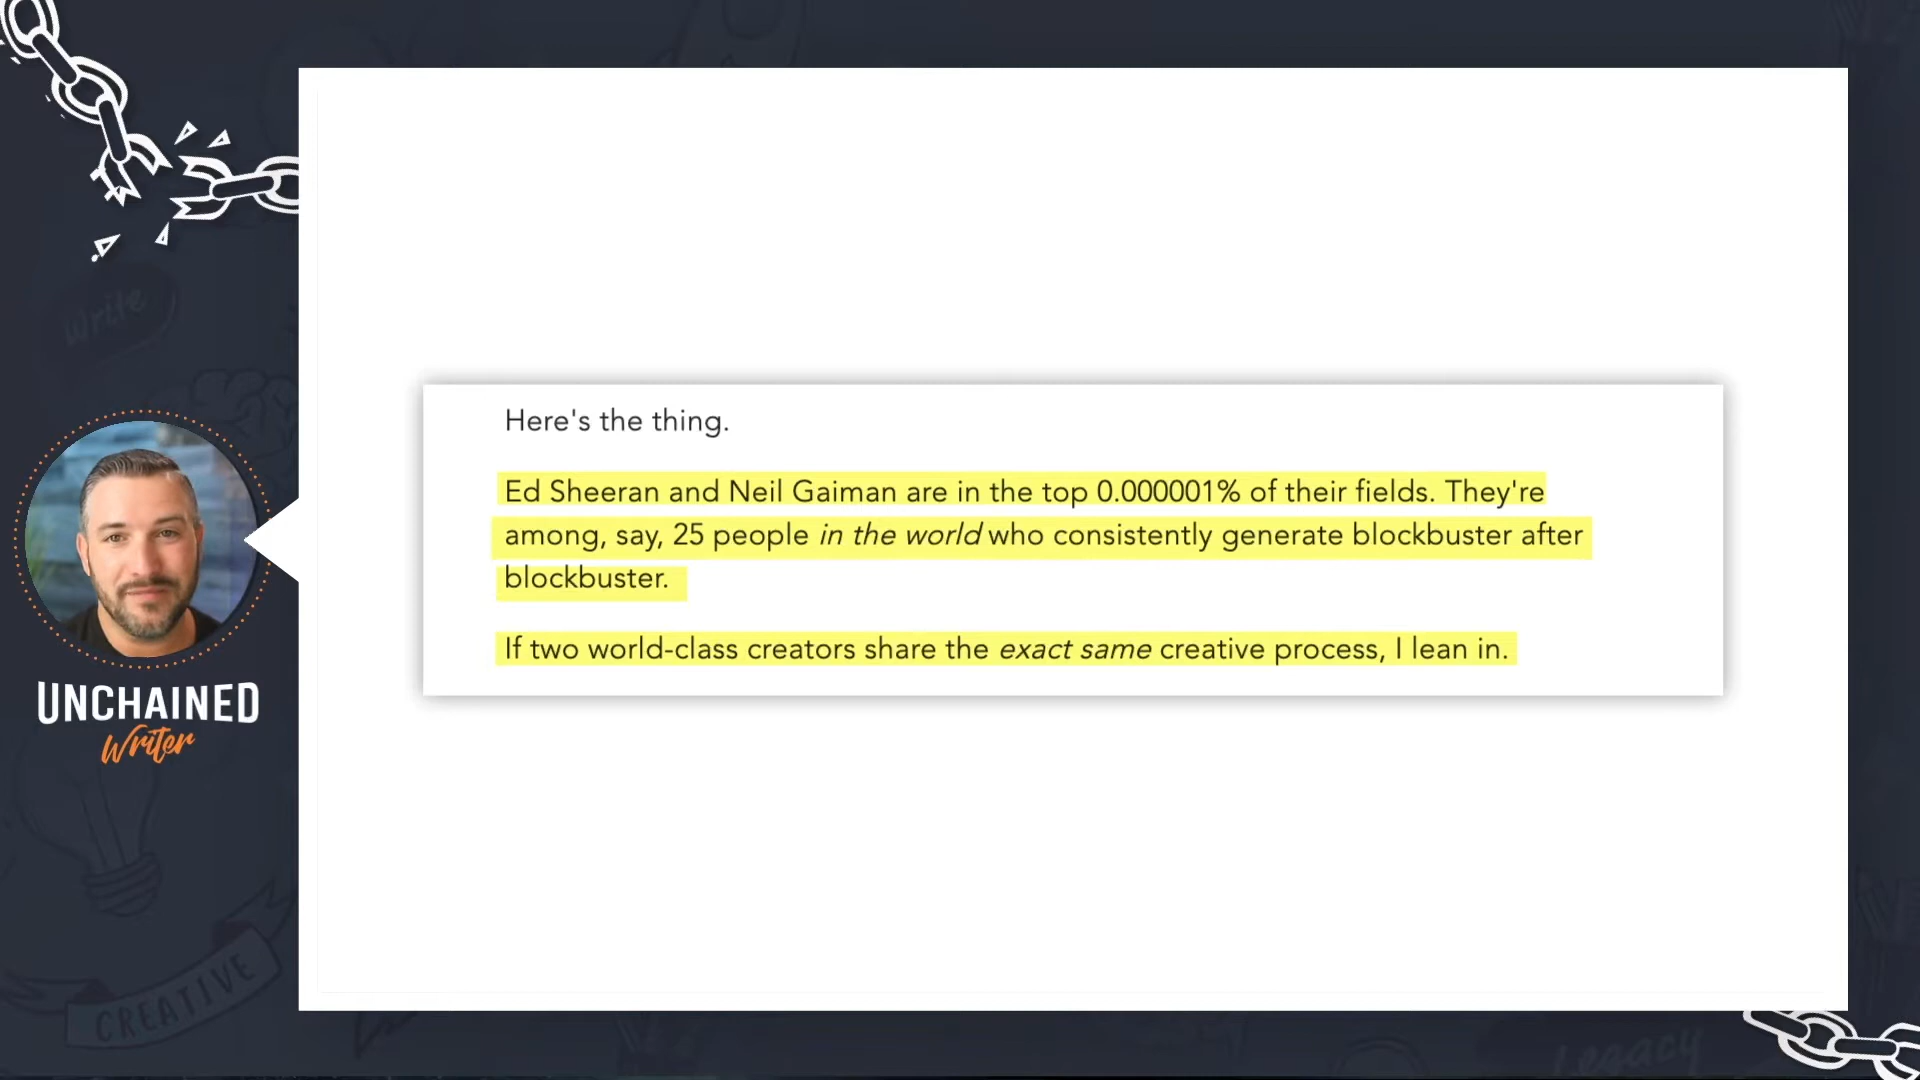 Here's the thing.
Ed Sheeran and Neil Gaiman are in the top 0.000001% of their fields. They're
among, say, 25 people in the world who consistently generate blockbuster after
blockbuster.
If two world-class creators share the exact same creative process, I lean in.
UNCHAINED
Writer
write
CREATIVE
Legacy